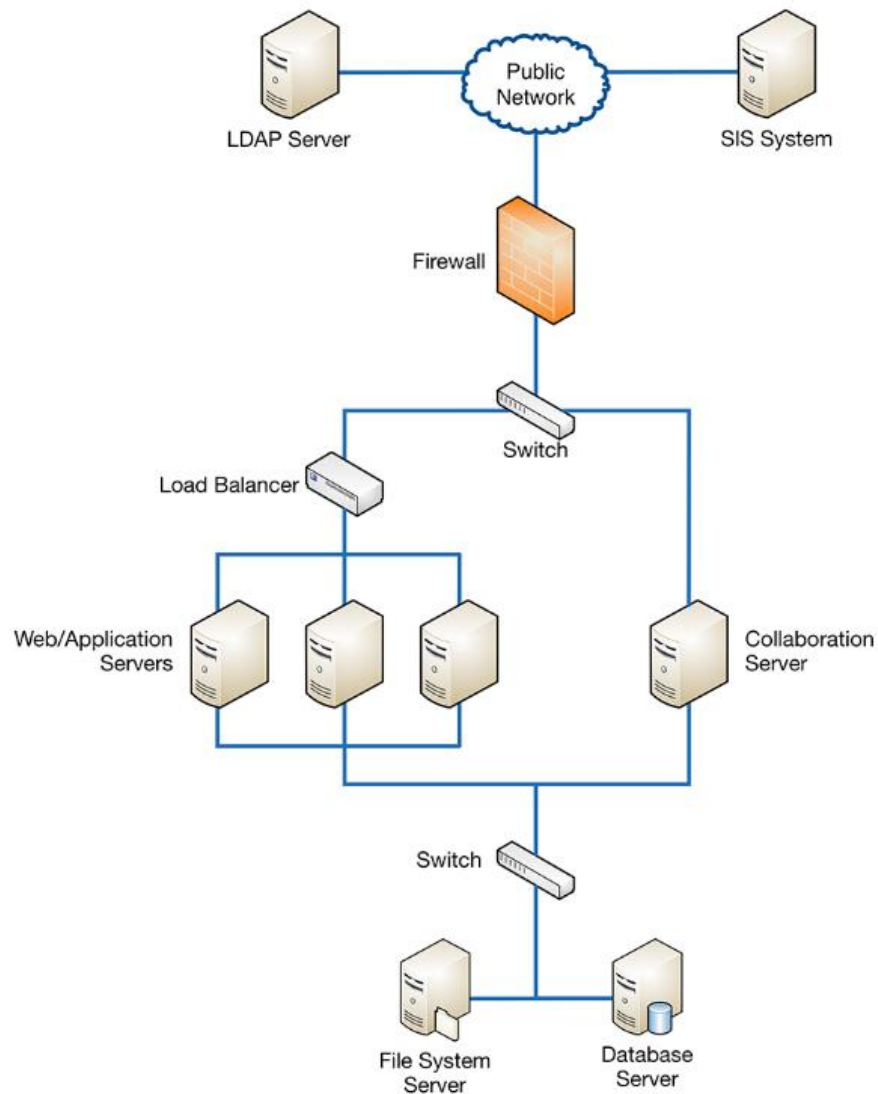 Public
Network
LDAP Server
SIS System
Firewall
Switch
Load Balancer
Web/Application
Servers
Collaboration
Server
Switch
File System
Server
Database
Server